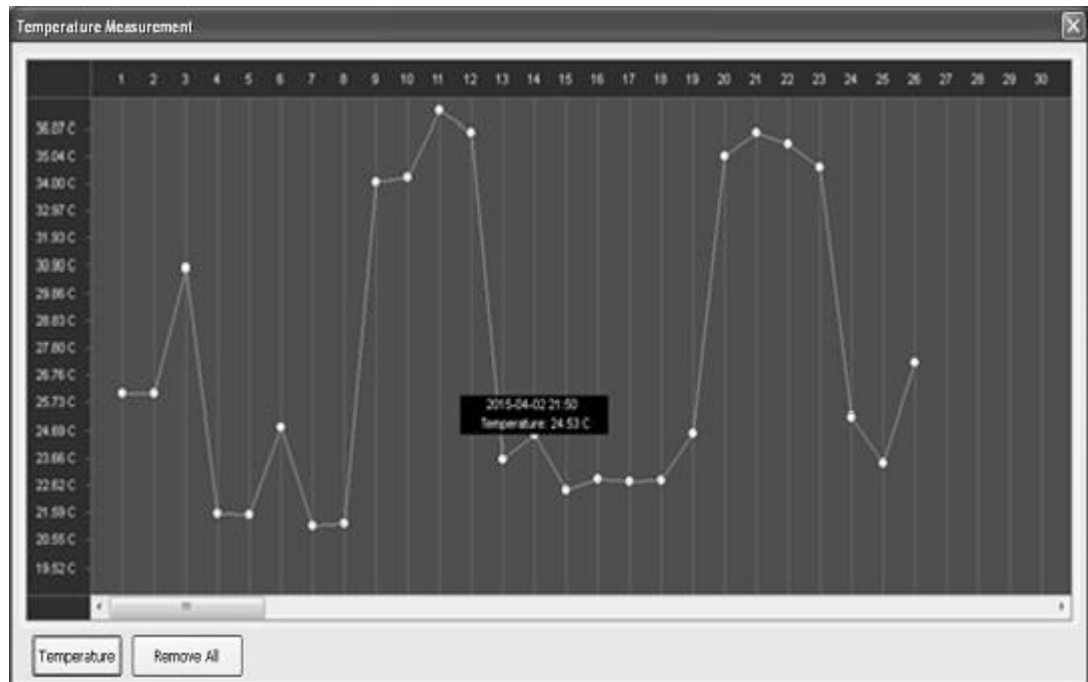 Temperature Measurement
1 2 3 4 5 6 7 8 9 10 11 12 13 14 15 16 17 18 19 20 21 22 23 24 25 26 27 28 29 30
36.07 C
35.04 C
34.00 C
32.97 C
31.93 C
30.90 C
29.86 C
28.83 C
27.80 C
26.76 C
25.73 C
24.69 C
23.66 C
22.62 C
21.59 C
20.55 C
19.52 C
2015-04-02 21:50
Temperature: 24.53 C
Temperature
Remove All